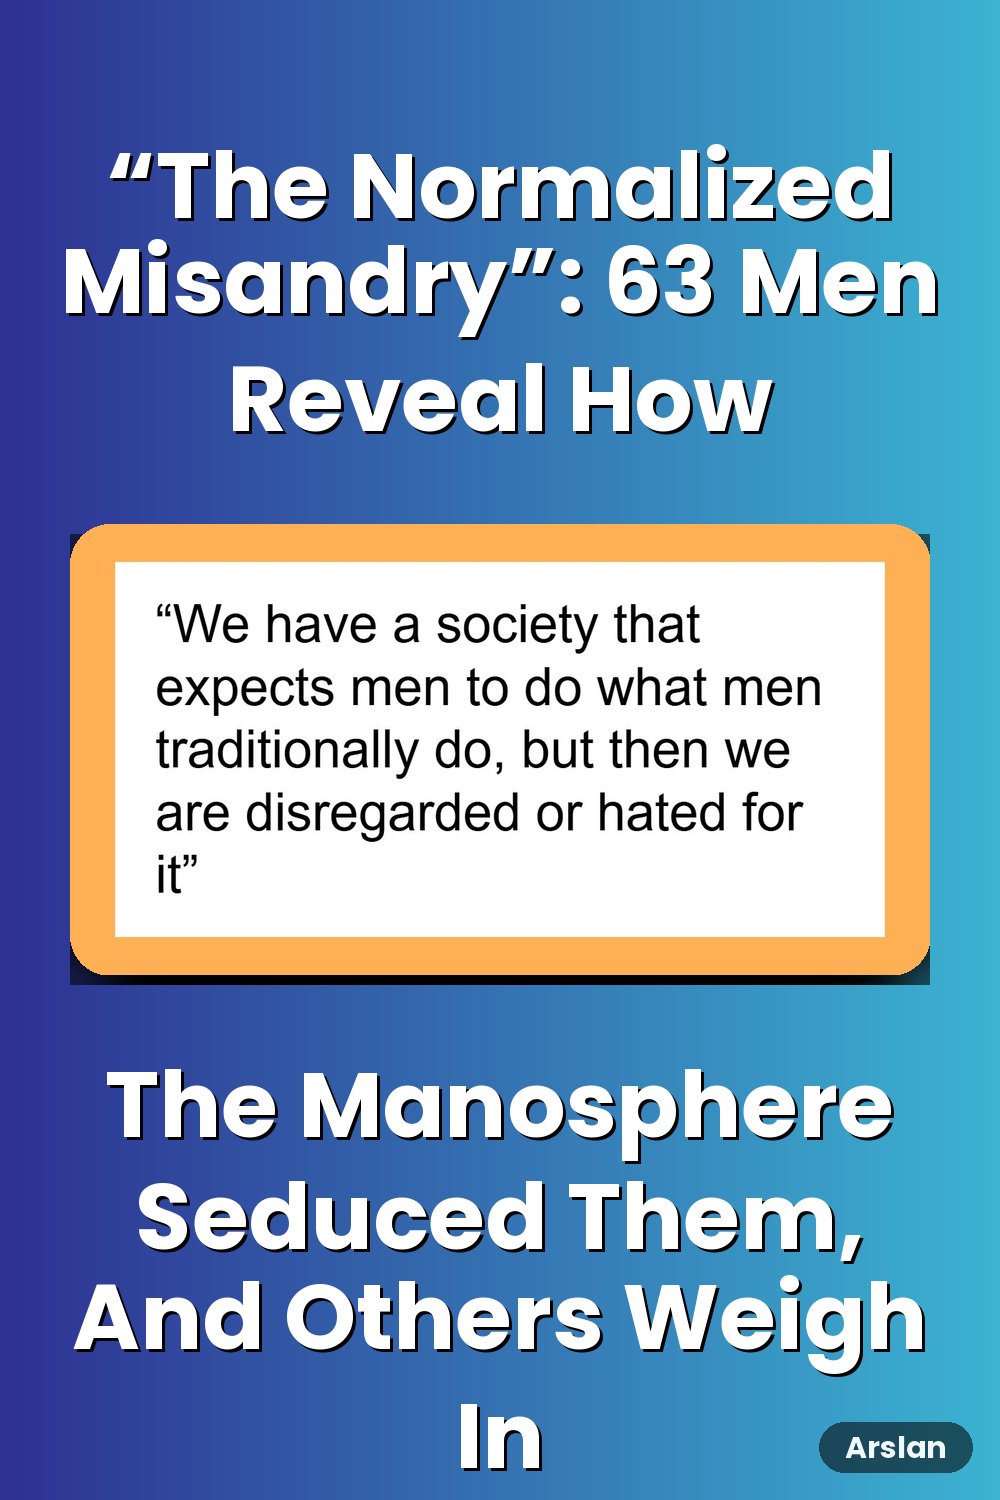 “The Normalized
Misandry”: 63 Men
Reveal How
“We have a society that
expects men to do what men
traditionally do, but then we
are disregarded or hated for
it”
The Manosphere
Seduced Them,
And Others Weigh
In
Arslan